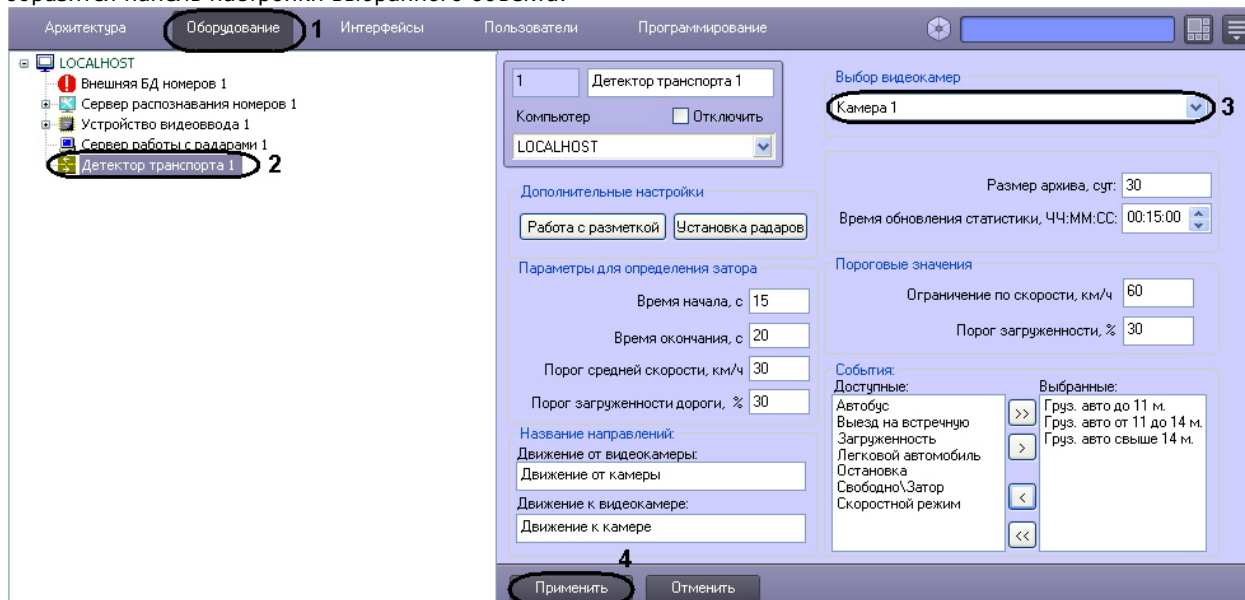 образится панель настройки выбранного объекта.
Архитектура Оборудование 1 Интерфейсы Пользователи Программирование
LOCALHOST
Внешняя БД номеров 1
Сервер распознавания номеров 1
Устройство видеоввода 1
Сервер работы с радарами 1
Детектор транспорта 1 2
1 Детектор транспорта 1
Компьютер Отключить
LOCALHOST
Дополнительные настройки
Работа с разметкой Установка радаров
Параметры для определения затора
Время начала, с 15
Время окончания, с 20
Порог средней скорости, км/ч 30
Порог загруженности дороги, % 30
Название направлений:
Движение от видеокамеры:
Движение от камеры
Движение к видеокамере:
Движение к камере
Выбор видеокамер
Камера 1 3
Размер архива, сут: 30
Время обновления статистики, ЧЧ:ММ:СС: 00:15:00
Пороговые значения
Ограничение по скорости, км/ч 60
Порог загруженности, % 30
События:
Доступные:
Автобус
Выезд на встречную
Загруженность
Легковой автомобиль
Остановка
Свободно\Затор
Скоростной режим
>>
>
<
<<
Выбранные:
Груз. авто до 11 м.
Груз. авто от 11 до 14 м.
Груз. авто свыше 14 м.
4
Применить Отменить